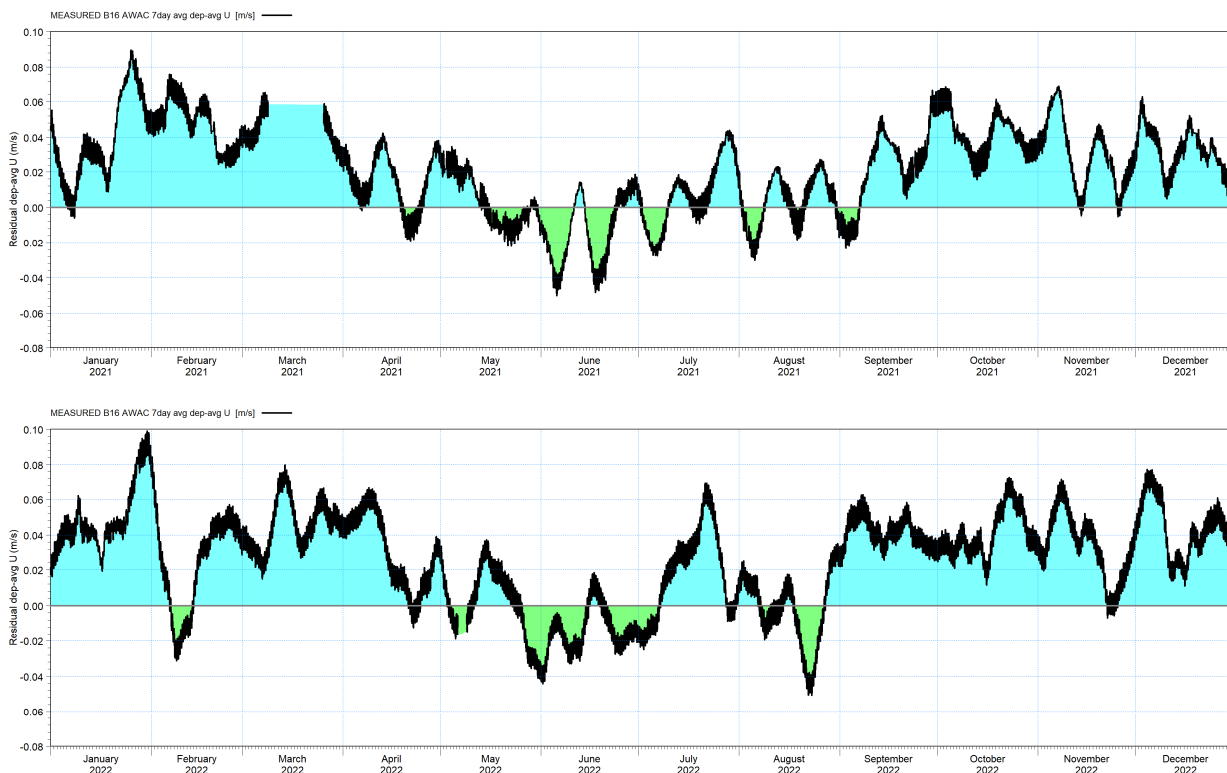 MEASURED B16 AWAC 7day avg dep-avg U [m/s]
Residual dep-avg U (m/s)
0.10
0.08
0.06
0.04
0.02
0.00
0.02
0.04
-0.06
-0.08
January February March April May June July August September October November December
2021 2021 2021 2021 2021 2021 2021 2021 2021 2021 2021 2021
MEASURED B16 AWAC 7day avg dep-avg U [m/s]
Residual dep-avg U (m/s)
0.10
0.08
0.06
0.04
0.02
0.00
-0.02
-0.04
0.06
-0.08
January February March April May June July August September October November December
2022 2022 2022 2022 2022 2022 2022 2022 2022 2022 2022 2022